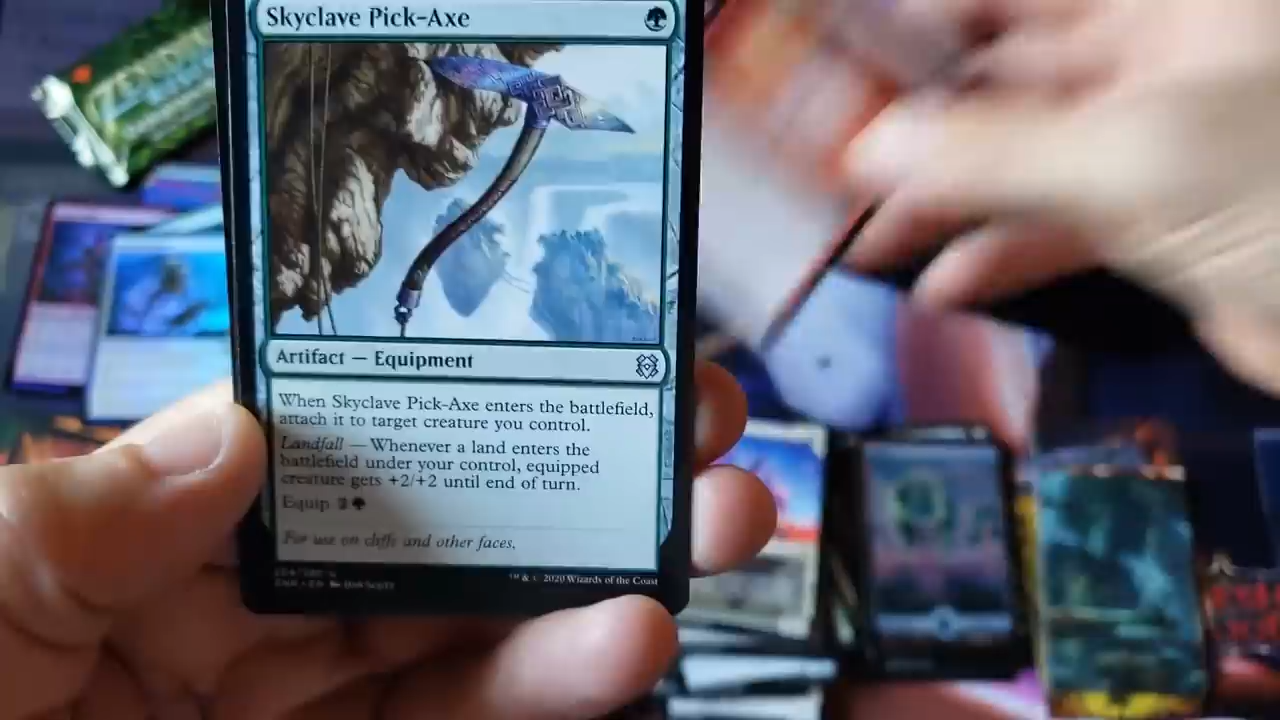 Skyclave Pick-Axe
Artifact — Equipment
When Skyclave Pick-Axe enters the battlefield,
attach it to target creature you control.
Landfall — Whenever a land enters the
battlefield under your control, equipped
creature gets +2/+2 until end of turn.
Equip 2
For use on cliffs and other faces.
™ & © 2020 Wizards of the Coast